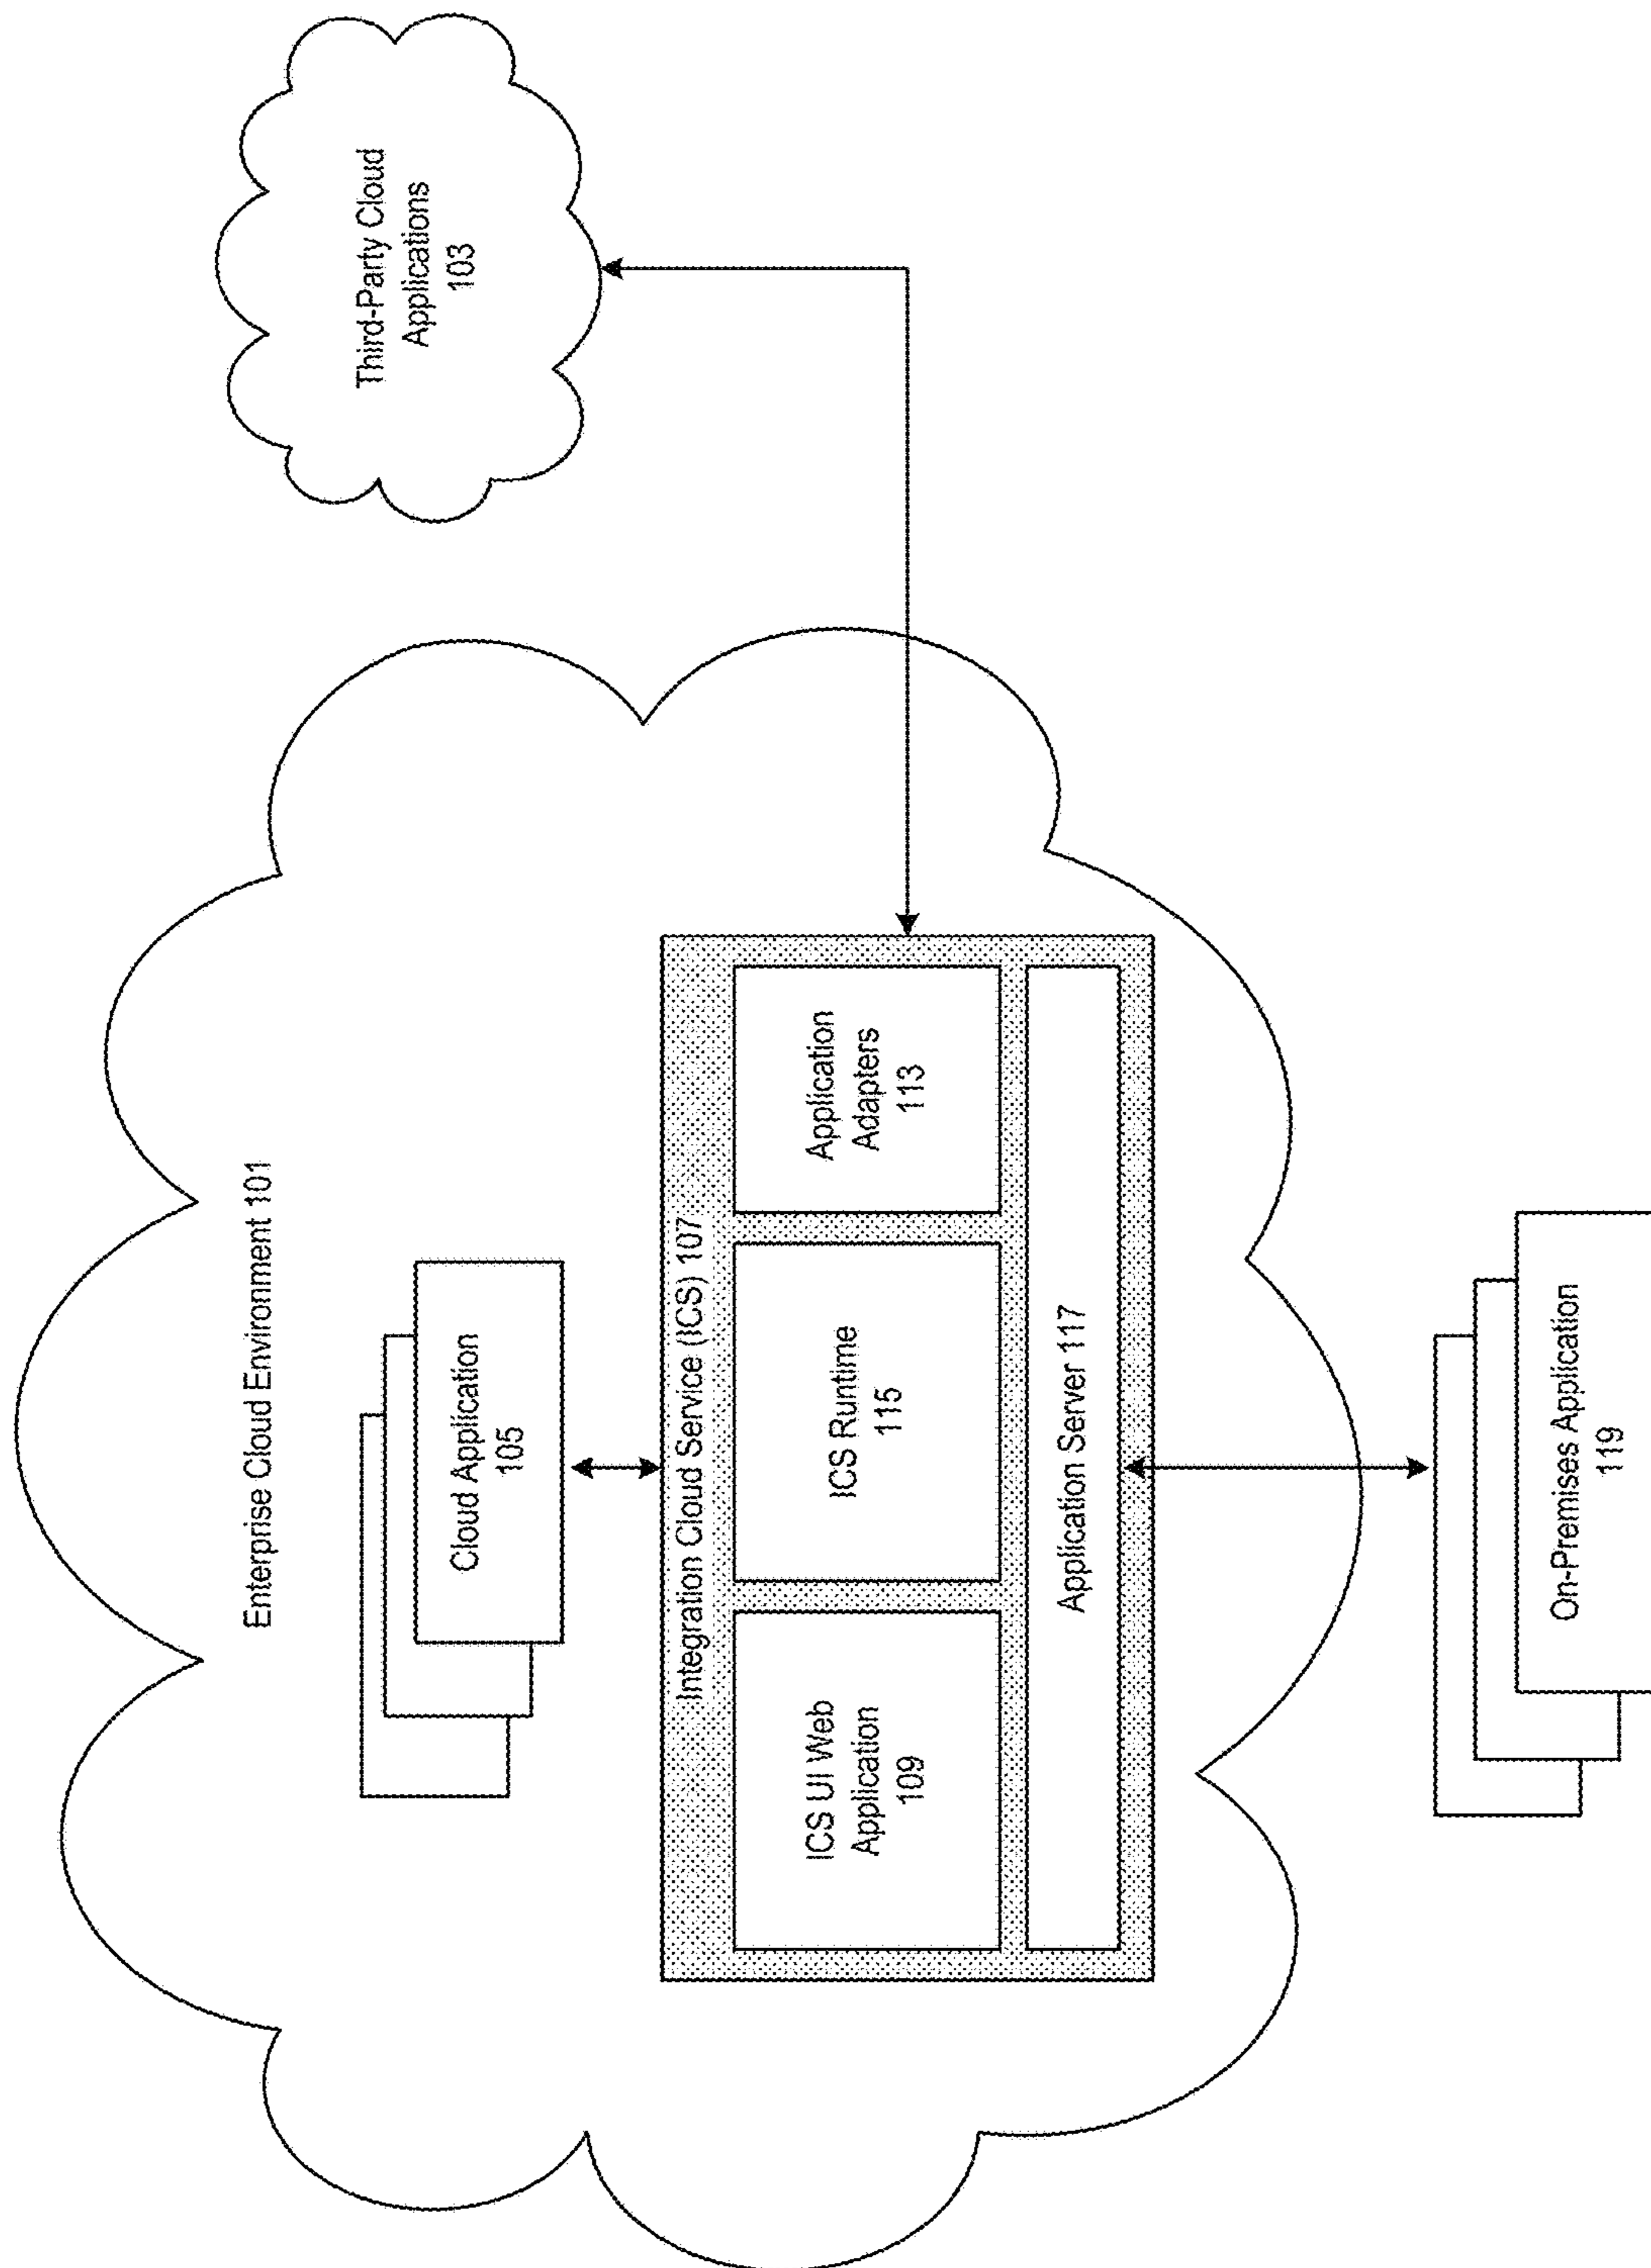 Enterprise Cloud Environment 101
Third-Party Cloud
Applications
103
Cloud Application
105
Integration Cloud Service (ICS) 107
ICS UI Web
Application
109
ICS Runtime
115
Application
Adapters
113
Application Server 117
On-Premises Application
119